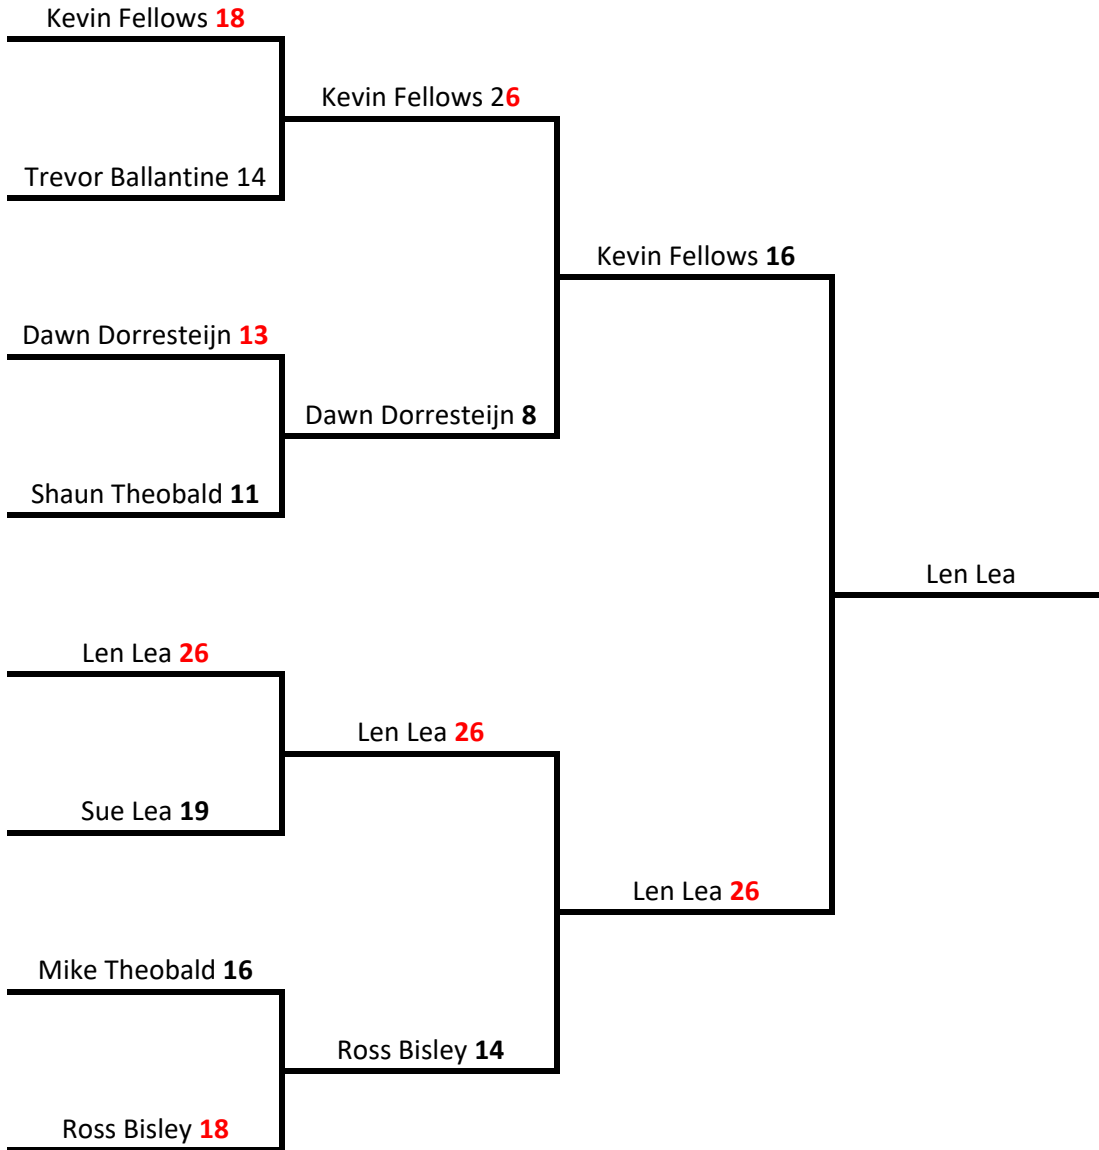 Kevin Fellows 18
Kevin Fellows 26
Trevor Ballantine 14
Kevin Fellows 16
Dawn Dorresteijn 13
Dawn Dorresteijn 8
Shaun Theobald 11
Len Lea
Len Lea 26
Len Lea 26
Sue Lea 19
Len Lea 26
Mike Theobald 16
Ross Bisley 14
Ross Bisley 18